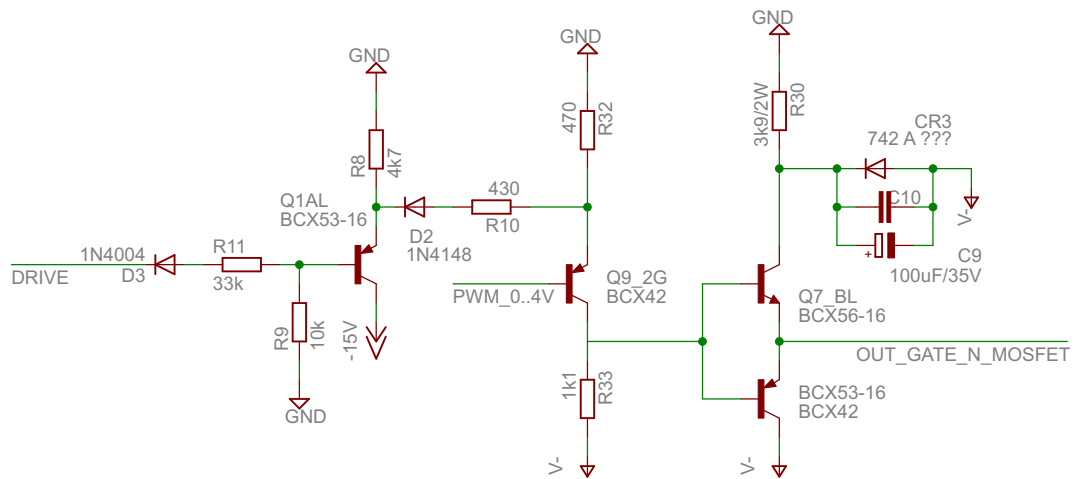 GND
GND
GND
470
R32
3k9/2W
R30
CR3
742 A ???
R8
4k7
Q1AL
BCX53-16
430
R10
C10
V-
D2
1N4148
1N4004
D3
R11
33k
DRIVE
C9
100uF/35V
PWM_0..4V
Q9_2G
BCX42
Q7_BL
BCX56-16
R9
10k
-15V
GND
OUT_GATE_N_MOSFET
1k1
R33
BCX53-16
BCX42
V-
V-